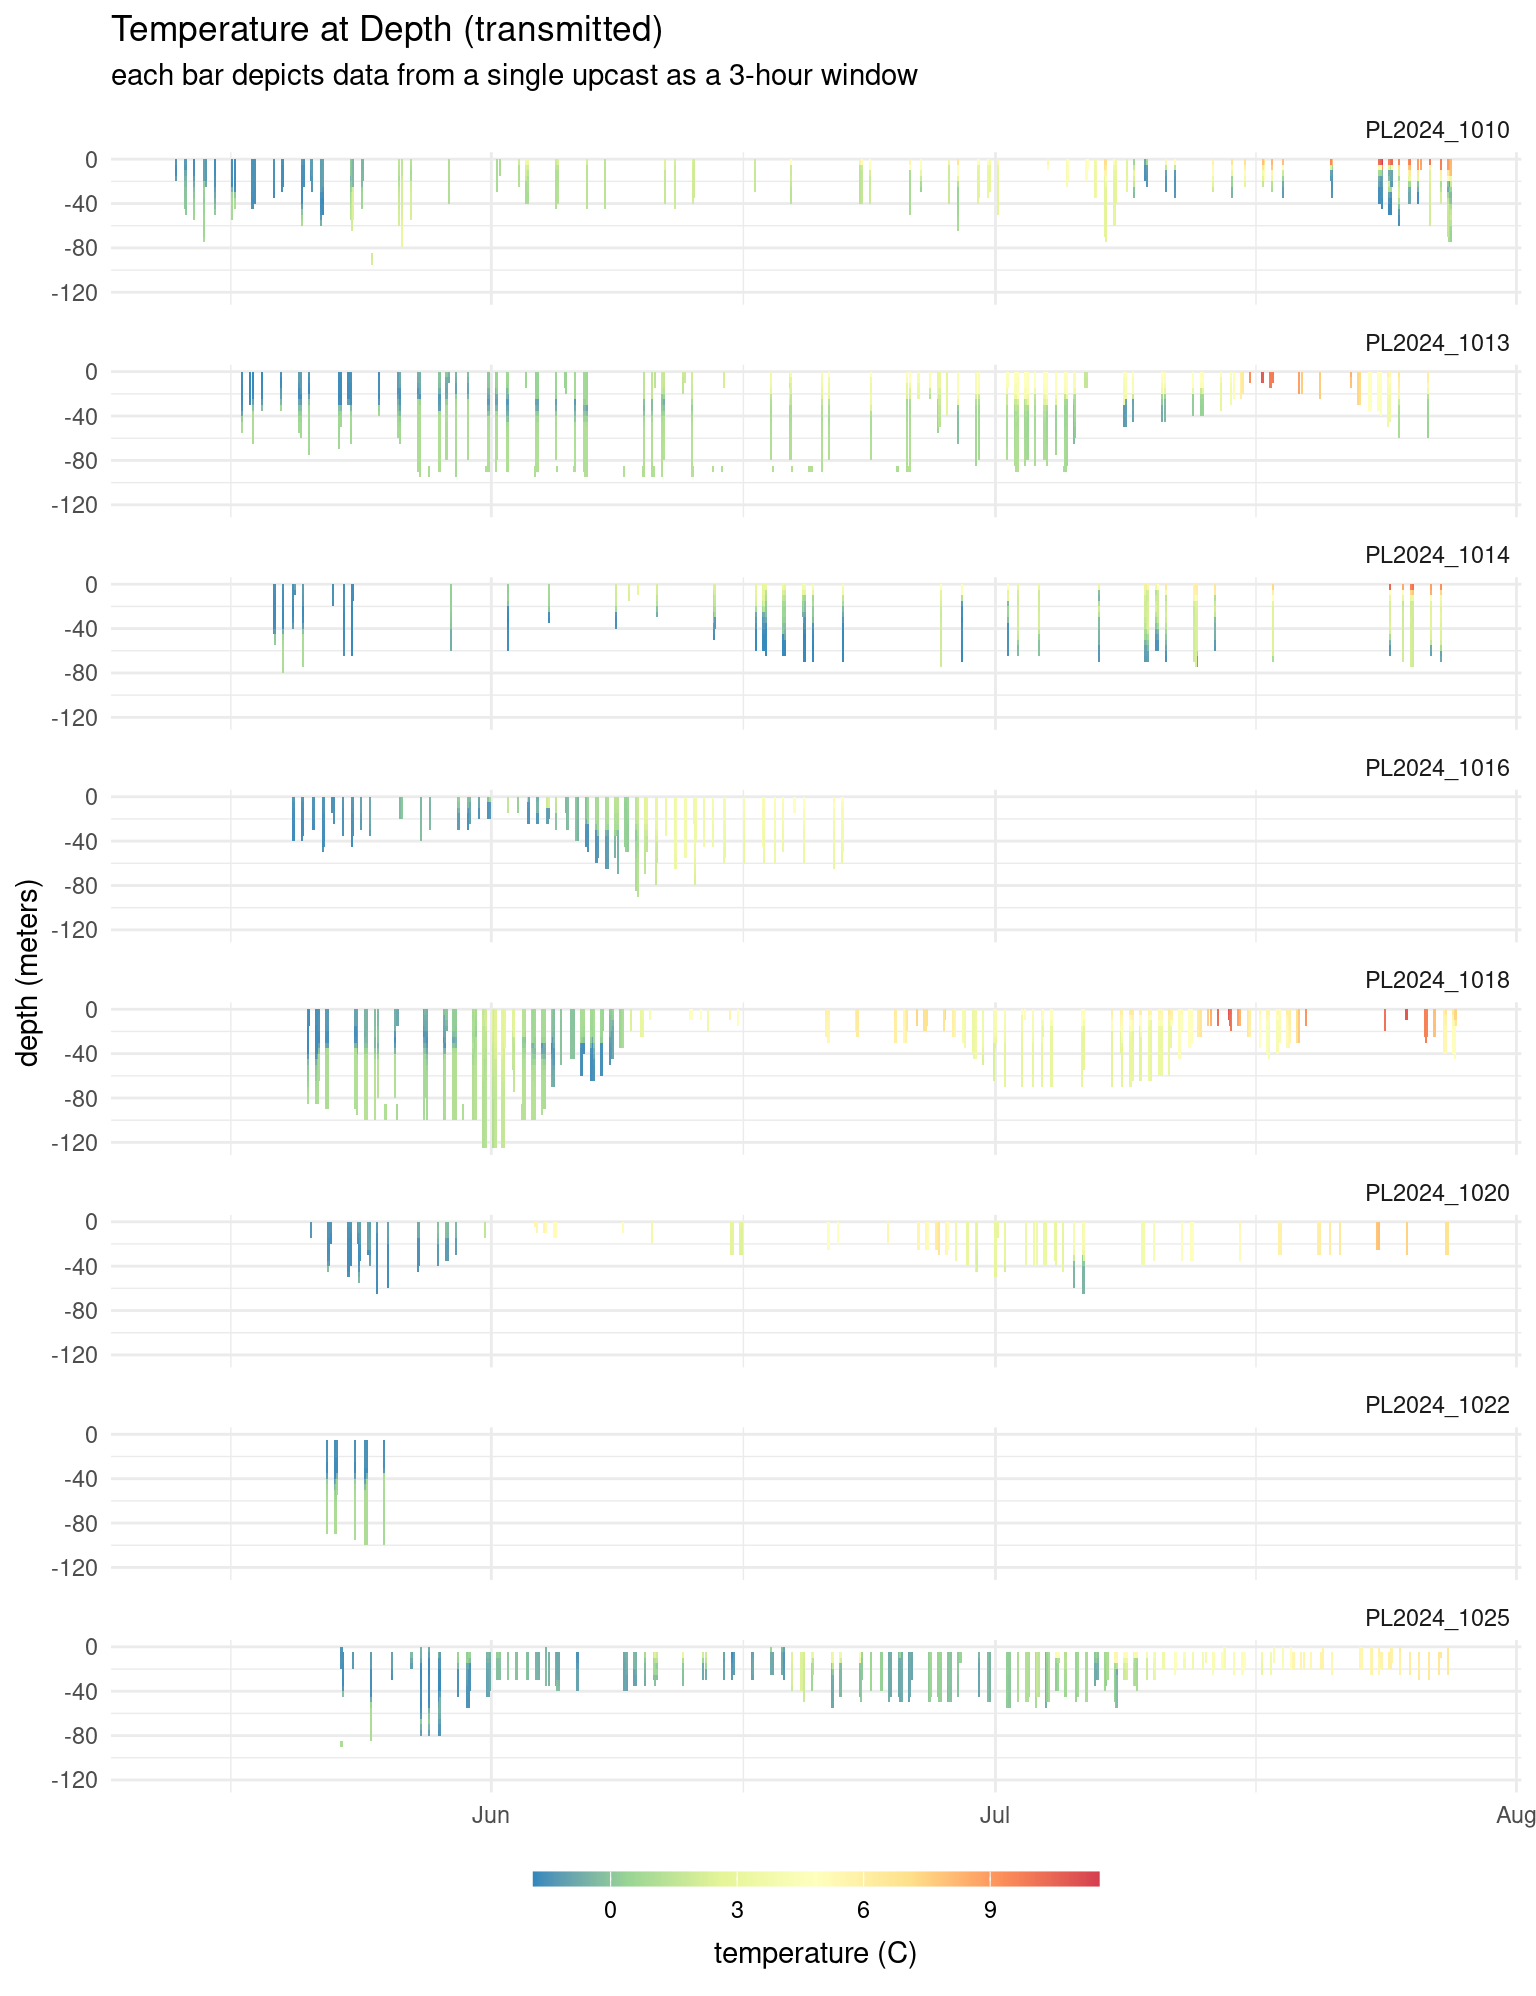 Temperature at Depth (transmitted)
each bar depicts data from a single upcast as a 3-hour window
PL2024_1010
0
-40
-80
-120
PL2024_1013
0
-40
-80
-120
PL2024_1014
0
-40
-80
-120
PL2024_1016
0
-40
-80
-120
depth (meters)
PL2024_1018
0
-40
-80
-120
PL2024_1020
0
-40
-80
-120
PL2024_1022
0
-40
-80
-120
PL2024_1025
0
-40
-80
-120
Jun Jul Aug
0 3 6 9
temperature (C)